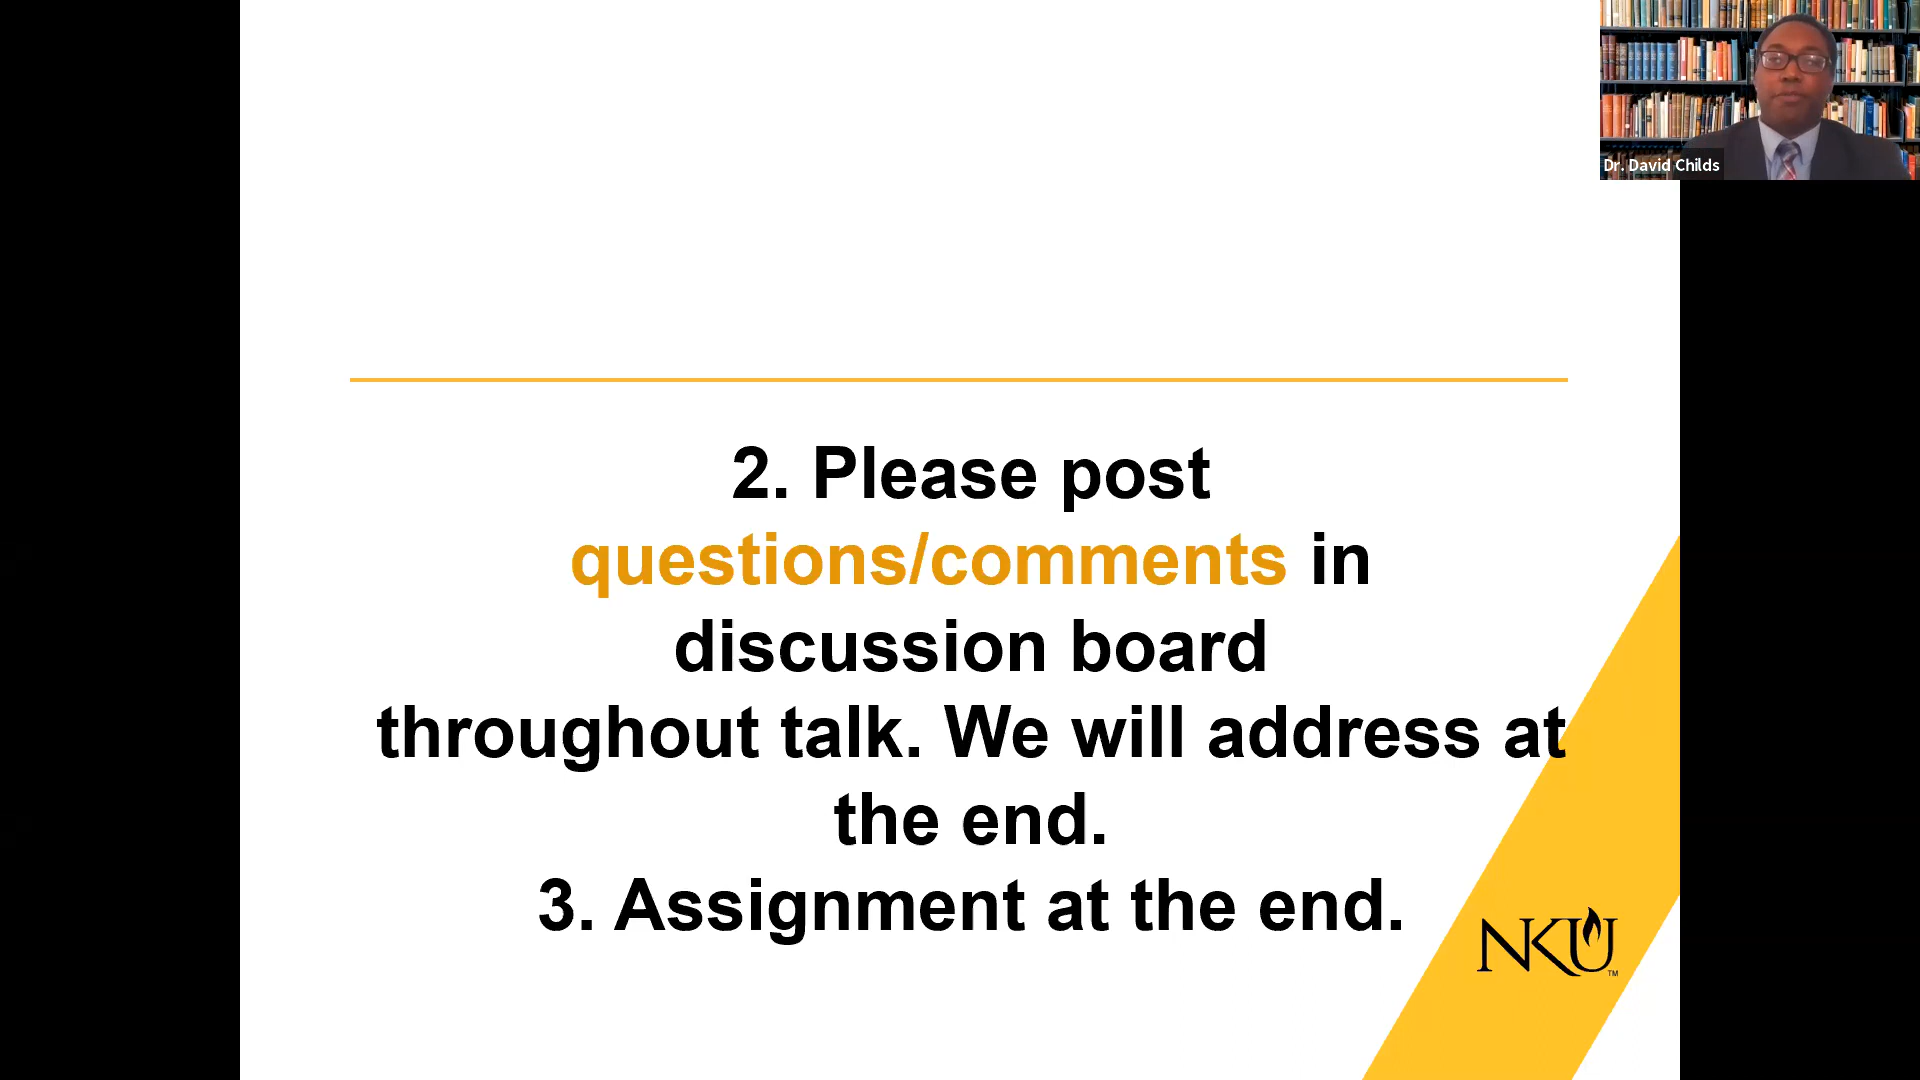 Dr. David Childs
2. Please post
questions/comments in
discussion board
throughout talk. We will address at
the end.
3. Assignment at the end.
NKU
TM